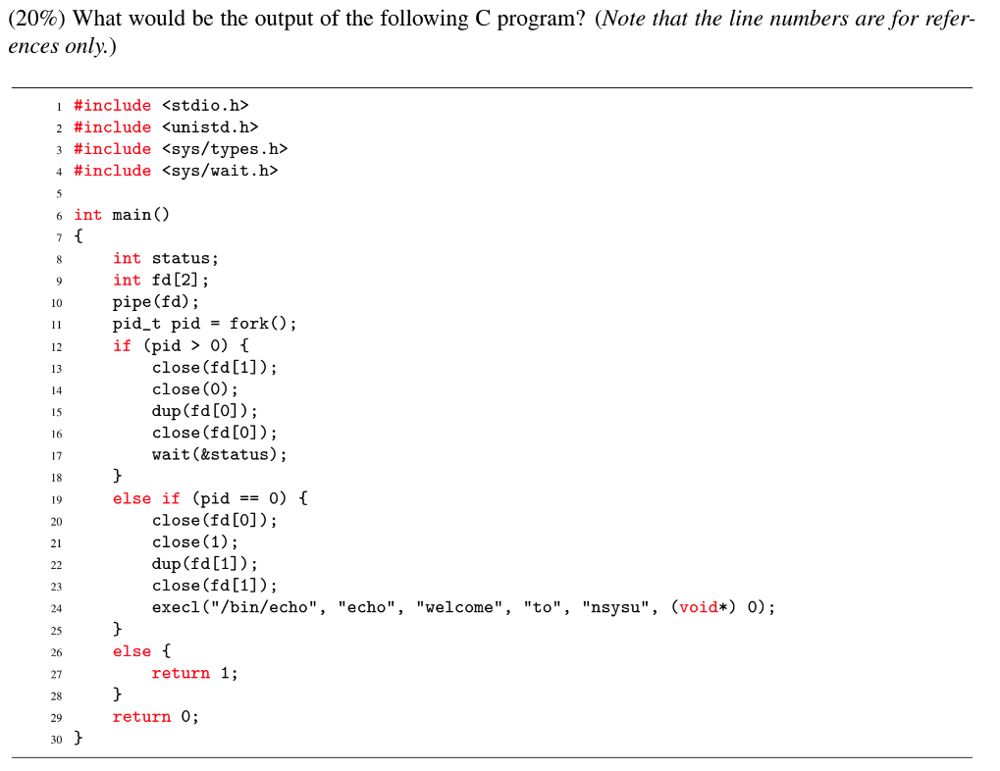 (20%) What would be the output of the following C program? (Note that the line numbers are for refer-
ences only.)
1 #include <stdio.h>
2 #include <unistd.h>
3 #include <sys/types.h>
4 #include <sys/wait.h>
5
6 int main()
7 {
8     int status;
9     int fd[2];
10     pipe(fd);
11     pid_t pid = fork();
12     if (pid > 0) {
13         close(fd[1]);
14         close(0);
15         dup(fd[0]);
16         close(fd[0]);
17         wait(&status);
18     }
19     else if (pid == 0) {
20         close(fd[0]);
21         close(1);
22         dup(fd[1]);
23         close(fd[1]);
24         execl("/bin/echo", "echo", "welcome", "to", "nsysu", (void*) 0);
25     }
26     else {
27         return 1;
28     }
29     return 0;
30 }